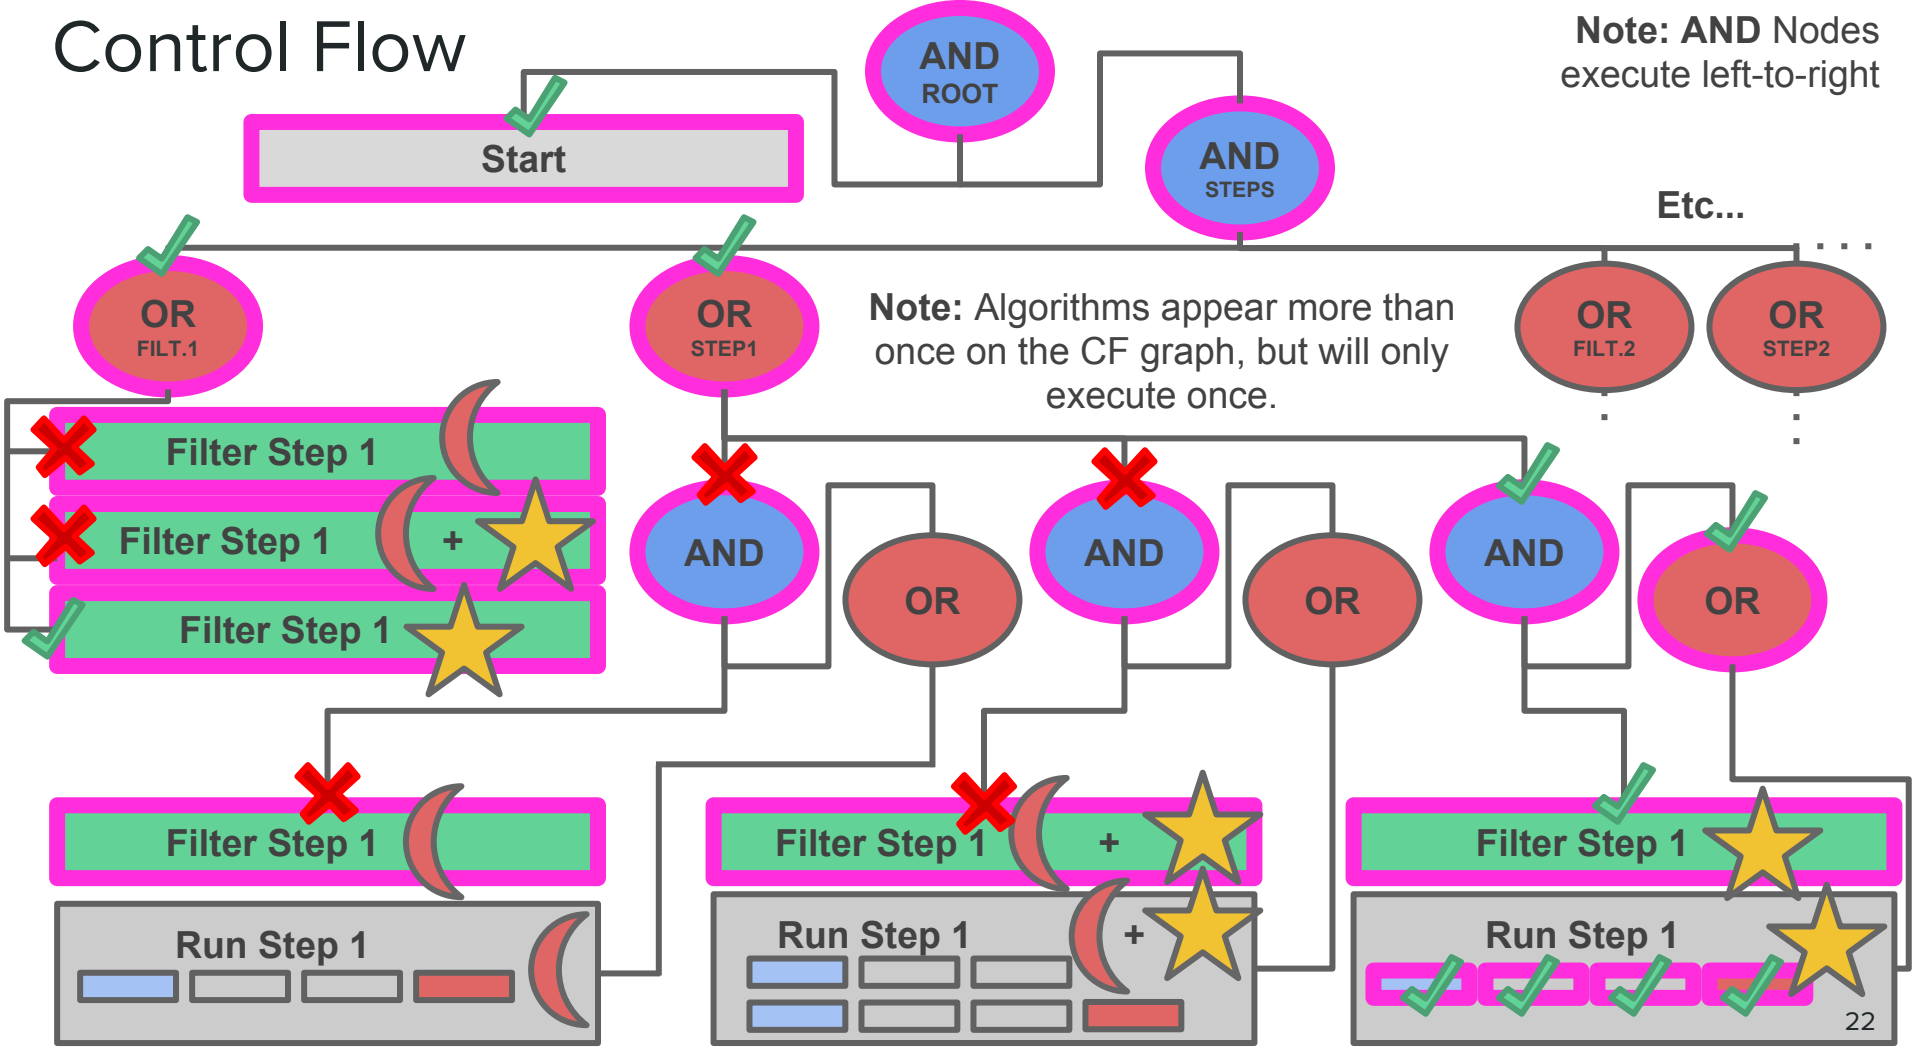 Control Flow
AND
ROOT
Note: AND Nodes
execute left-to-right
Start
AND
STEPS
Etc...
OR
FILT.1
OR
STEP1
Note: Algorithms appear more than
once on the CF graph, but will only
execute once.
OR
FILT.2
OR
STEP2
Filter Step 1
Filter Step 1 +
Filter Step 1
AND
OR
AND
OR
AND
OR
Filter Step 1
Filter Step 1 +
Filter Step 1
Run Step 1
Run Step 1 +
Run Step 1
22